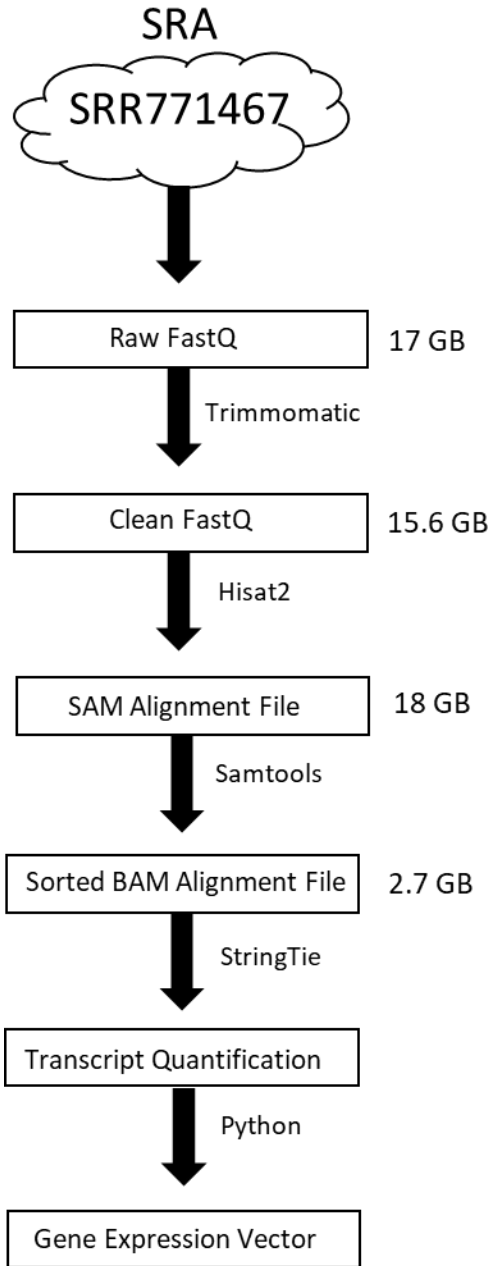 SRA
SRR771467
Raw FastQ
17 GB
Trimmomatic
Clean FastQ
15.6 GB
Hisat2
SAM Alignment File
18 GB
Samtools
Sorted BAM Alignment File
2.7 GB
StringTie
Transcript Quantification
Python
Gene Expression Vector